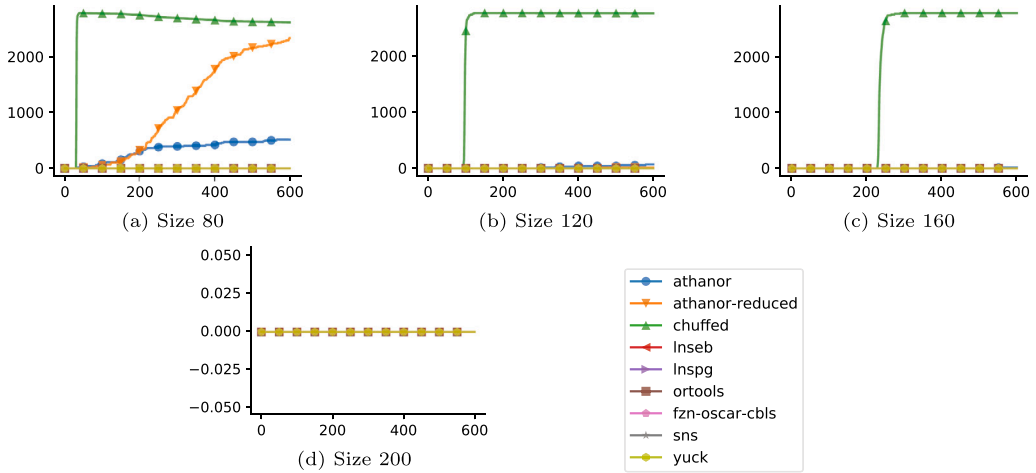 2000
1000
0
0 200 400 600
(a) Size 80
2000
1000
0
0 200 400 600
(b) Size 120
2000
1000
0
0 200 400 600
(c) Size 160
0.050
0.025
0.000
−0.025
−0.050
0 200 400 600
(d) Size 200
athanor
athanor-reduced
chuffed
lnseb
lnspg
ortools
fzn-oscar-cbls
sns
yuck